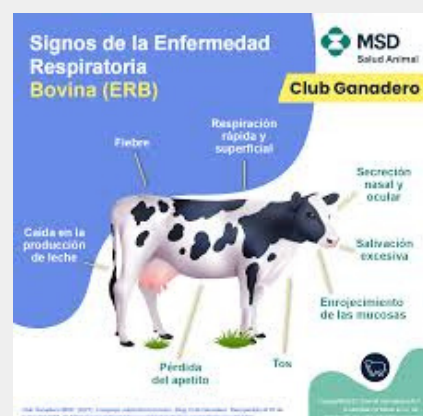 Signos de la Enfermedad
Respiratoria
Bovina (ERB)
MSD
Salud Animal
Club Ganadero
Respiración
rápida y
superficial
Fiebre
Secreción
nasal y
ocular
Caída en la
producción
de leche
Salivación
excesiva
Enrojecimiento
de las mucosas
Pérdida
del apetito
Tos